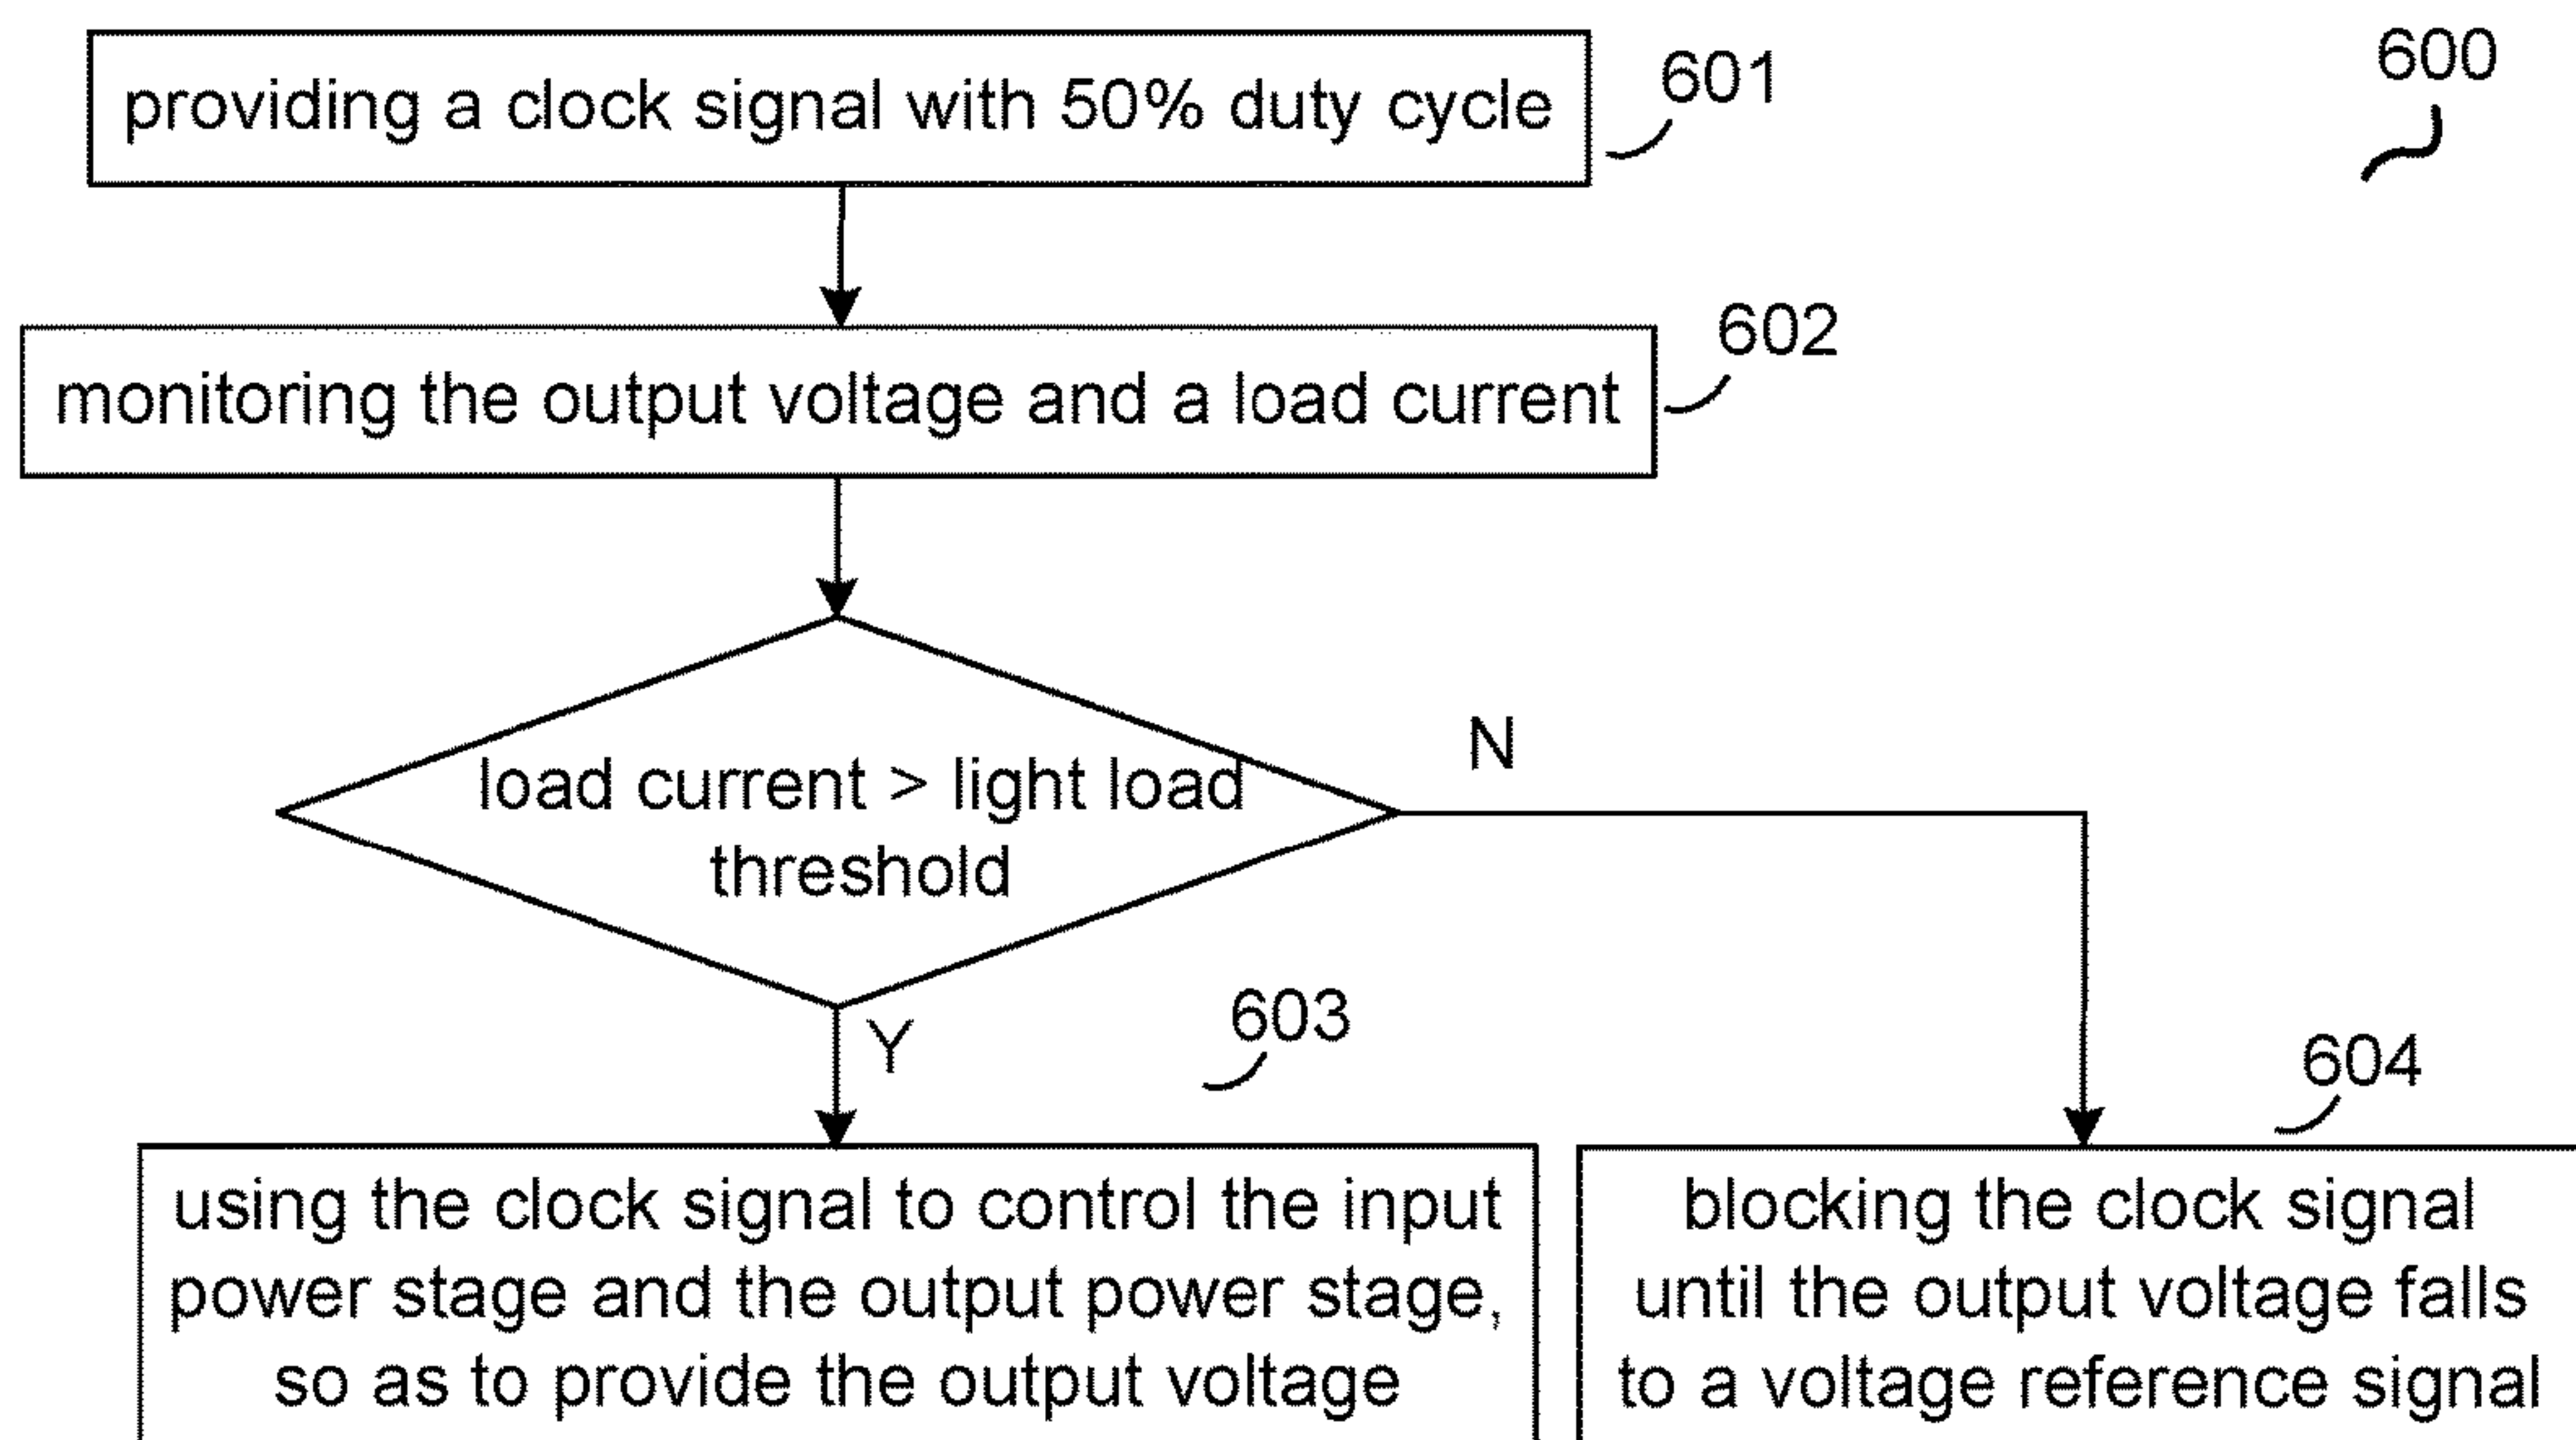 600
providing a clock signal with 50% duty cycle
601
monitoring the output voltage and a load current
602
load current > light load
threshold
N
Y
603
using the clock signal to control the input
power stage and the output power stage,
so as to provide the output voltage
604
blocking the clock signal
until the output voltage falls
to a voltage reference signal